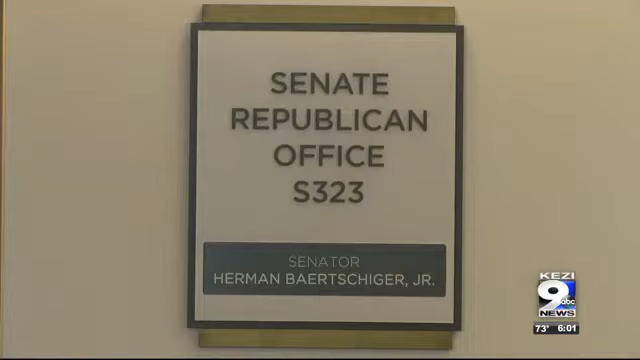 SENATE
REPUBLICAN
OFFICE
S323
SENATOR
HERMAN BAERTSCHIGER, JR.
KEZI
9 abc
NEWS
73° 6:01